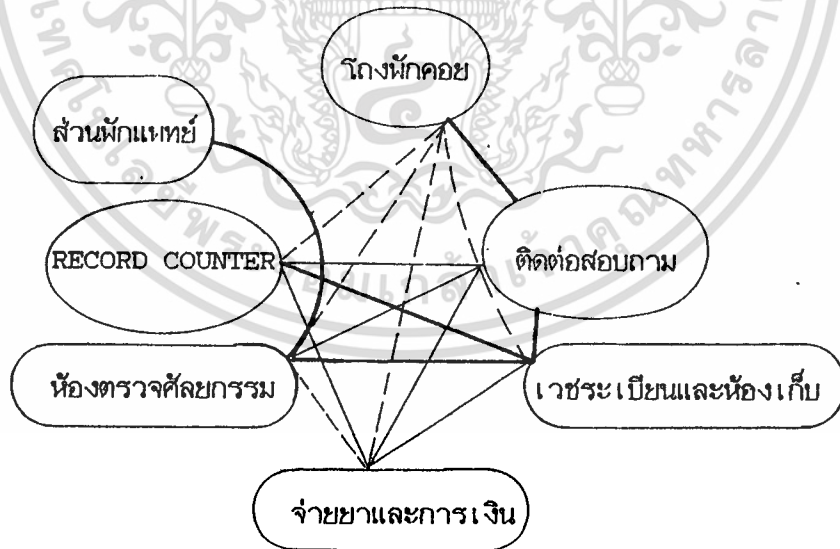 โถงพักคอย
ส่วนพักแพทย์
RECORD COUNTER
ติดต่อสอบถาม
ห้องตรวจศัลยกรรม
เวชระเบียนและห้องเก็บ
จ่ายยาและการเงิน